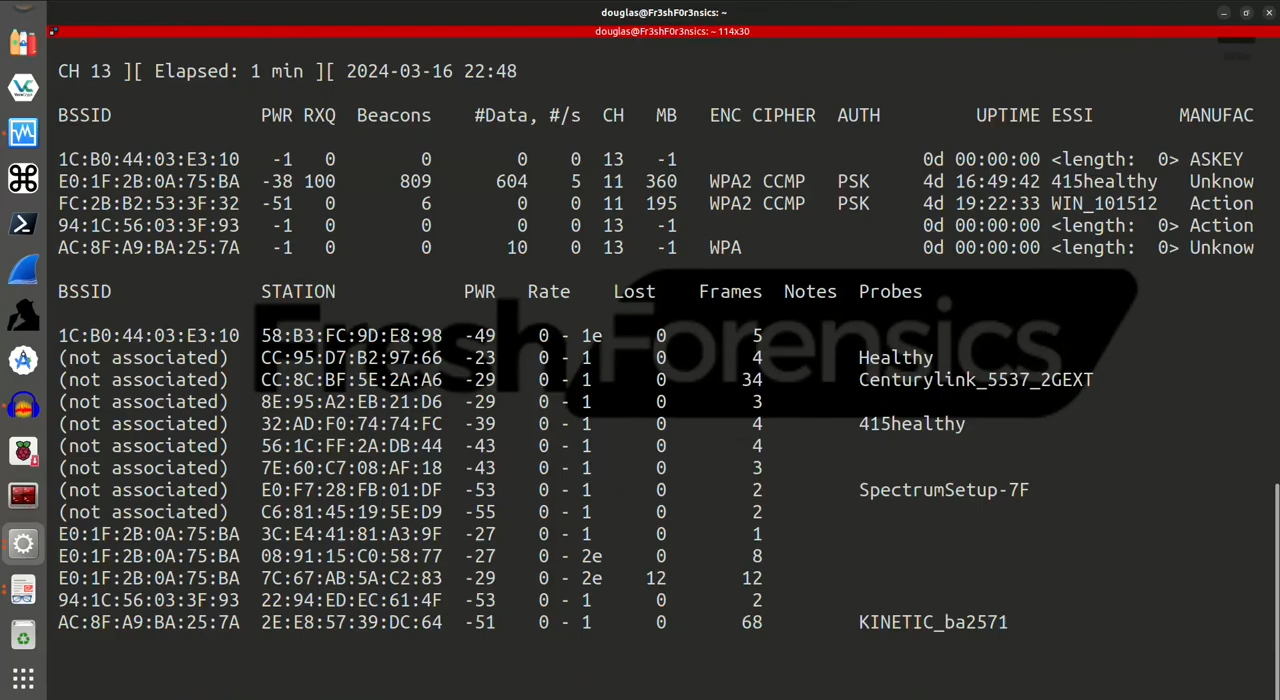 douglas@Fr3shF0r3nsics: ~
douglas@Fr3shF0r3nsics: ~ 114x30
CH 13 ][ Elapsed: 1 min ][ 2024-03-16 22:48
BSSID PWR RXQ Beacons #Data, #/s CH MB ENC CIPHER AUTH UPTIME ESSI MANUFAC
1C:B0:44:03:E3:10 -1 0 0 0 0 13 -1 0d 00:00:00 <length: 0> ASKEY
E0:1F:2B:0A:75:BA -38 100 809 604 5 11 360 WPA2 CCMP PSK 4d 16:49:42 415healthy Unknow
FC:2B:B2:53:3F:32 -51 0 6 0 0 11 195 WPA2 CCMP PSK 4d 19:22:33 WIN_101512 Action
94:1C:56:03:3F:93 -1 0 0 0 0 13 -1 0d 00:00:00 <length: 0> Action
AC:8F:A9:BA:25:7A -1 0 0 10 0 13 -1 WPA 0d 00:00:00 <length: 0> Unknow
BSSID STATION PWR Rate Lost Frames Notes Probes
1C:B0:44:03:E3:10 58:B3:FC:9D:E8:98 -49 0 - 1e 0 5
(not associated) CC:95:D7:B2:97:66 -23 0 - 1 0 4 Healthy
(not associated) CC:8C:BF:5E:2A:A6 -29 0 - 1 0 34 Centurylink_5537_2GEXT
(not associated) 8E:95:A2:EB:21:D6 -29 0 - 1 0 3
(not associated) 32:AD:F0:74:74:FC -39 0 - 1 0 4 415healthy
(not associated) 56:1C:FF:2A:DB:44 -43 0 - 1 0 4
(not associated) 7E:60:C7:08:AF:18 -43 0 - 1 0 3
(not associated) E0:F7:28:FB:01:DF -53 0 - 1 0 2 SpectrumSetup-7F
(not associated) C6:81:45:19:5E:D9 -55 0 - 1 0 2
E0:1F:2B:0A:75:BA 3C:E4:41:81:A3:9F -27 0 - 1 0 1
E0:1F:2B:0A:75:BA 08:91:15:C0:58:77 -27 0 - 2e 0 8
E0:1F:2B:0A:75:BA 7C:67:AB:5A:C2:83 -29 0 - 2e 12 12
94:1C:56:03:3F:93 22:94:ED:EC:61:4F -53 0 - 1 0 2
AC:8F:A9:BA:25:7A 2E:E8:57:39:DC:64 -51 0 - 1 0 68 KINETIC_ba2571
Fresh Forensics